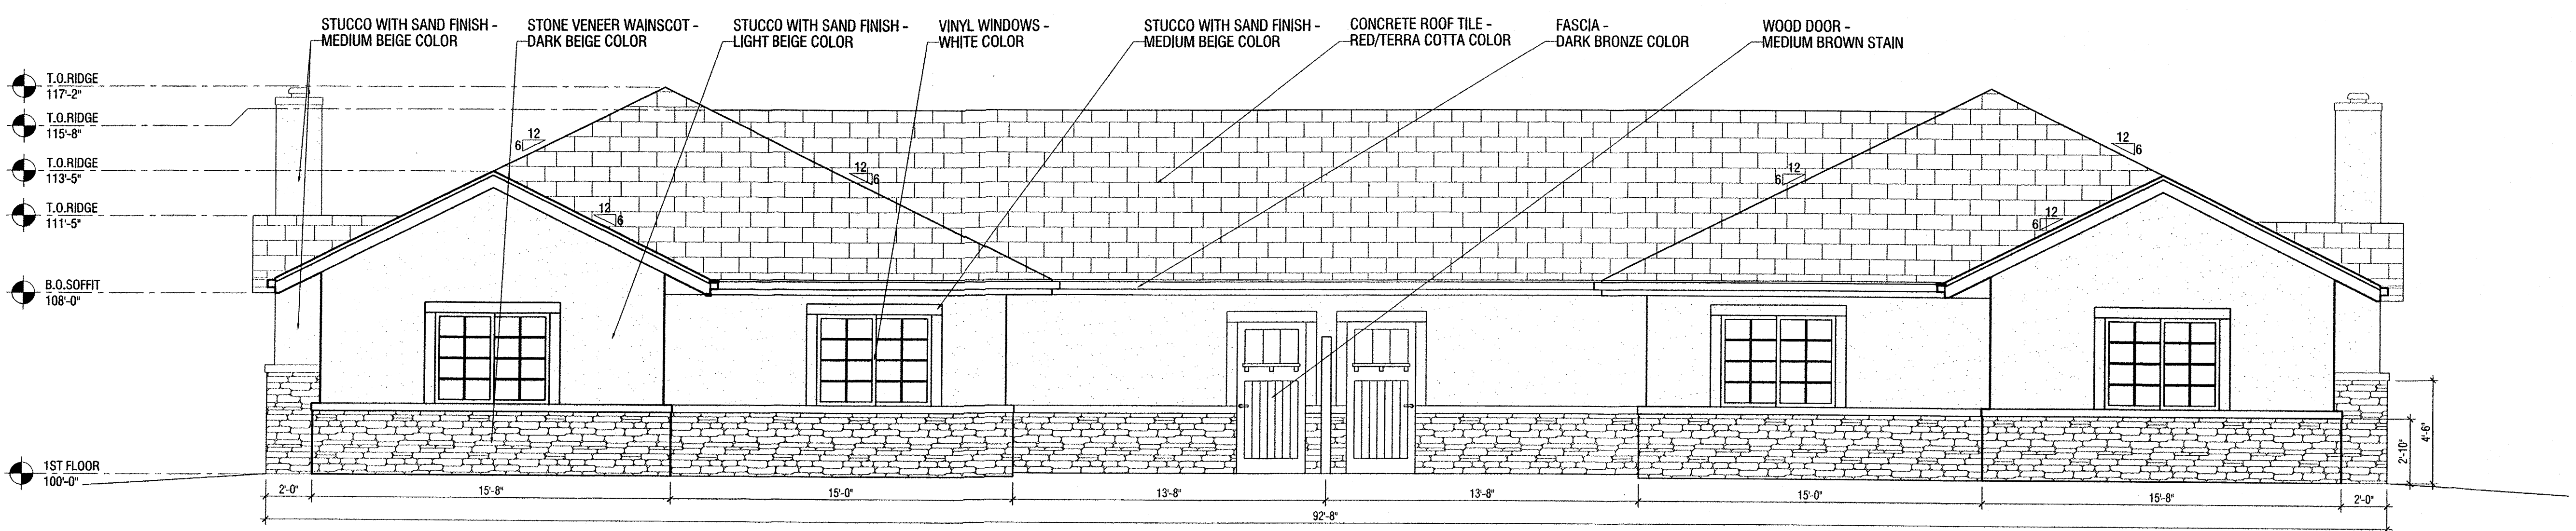 STUCCO WITH SAND FINISH -
MEDIUM BEIGE COLOR
STONE VENEER WAINSCOT -
DARK BEIGE COLOR
STUCCO WITH SAND FINISH -
LIGHT BEIGE COLOR
VINYL WINDOWS -
WHITE COLOR
STUCCO WITH SAND FINISH -
MEDIUM BEIGE COLOR
CONCRETE ROOF TILE -
RED/TERRA COTTA COLOR
FASCIA -
DARK BRONZE COLOR
WOOD DOOR -
MEDIUM BROWN STAIN
T.O.RIDGE
117'-2"
T.O.RIDGE
115'-8"
T.O.RIDGE
113'-5"
T.O.RIDGE
111'-5"
B.O.SOFFIT
108'-0"
1ST FLOOR
100'-0"
12
6
12
6
12
6
12
6
12
6
12
6
2'-10"
4'-6"
2'-0"
15'-8"
15'-0"
13'-8"
13'-8"
15'-0"
15'-8"
2'-0"
92'-8"